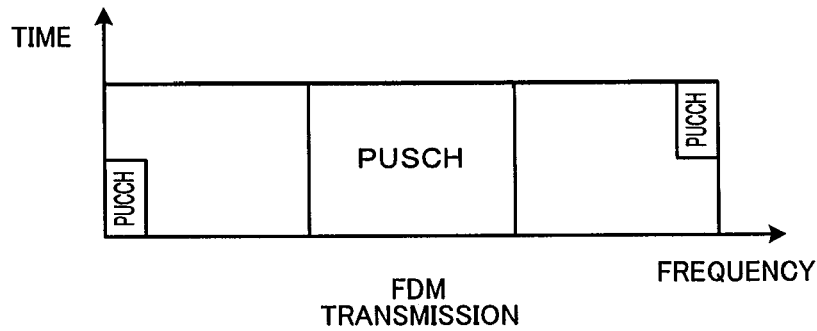 TIME
PUCCH
PUSCH
PUCCH
FREQUENCY
FDM
TRANSMISSION